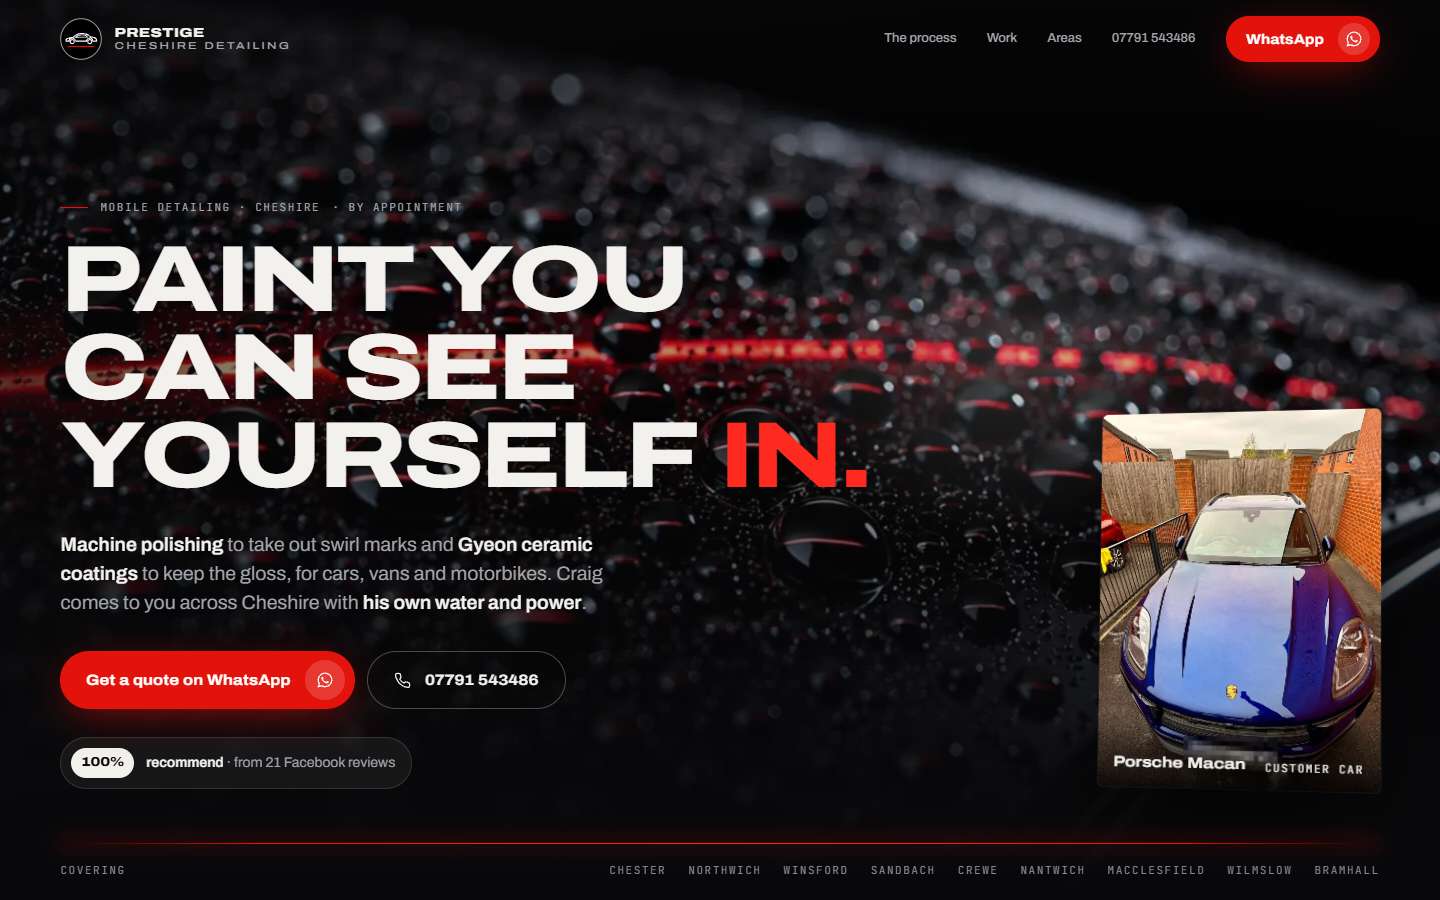 PRESTIGE
CHESHIRE DETAILING
The process
Work
Areas
07791 543486
WhatsApp
MOBILE DETAILING · CHESHIRE · BY APPOINTMENT
PAINT YOU
CAN SEE
YOURSELF IN.
Machine polishing to take out swirl marks and Gyeon ceramic
coatings to keep the gloss, for cars, vans and motorbikes. Craig
comes to you across Cheshire with his own water and power.
Get a quote on WhatsApp
07791 543486
100% recommend · from 21 Facebook reviews
Porsche Macan
CUSTOMER CAR
COVERING
CHESTER NORTHWICH WINSFORD SANDBACH CREWE NANTWICH MACCLESFIELD WILMSLOW BRAMHALL